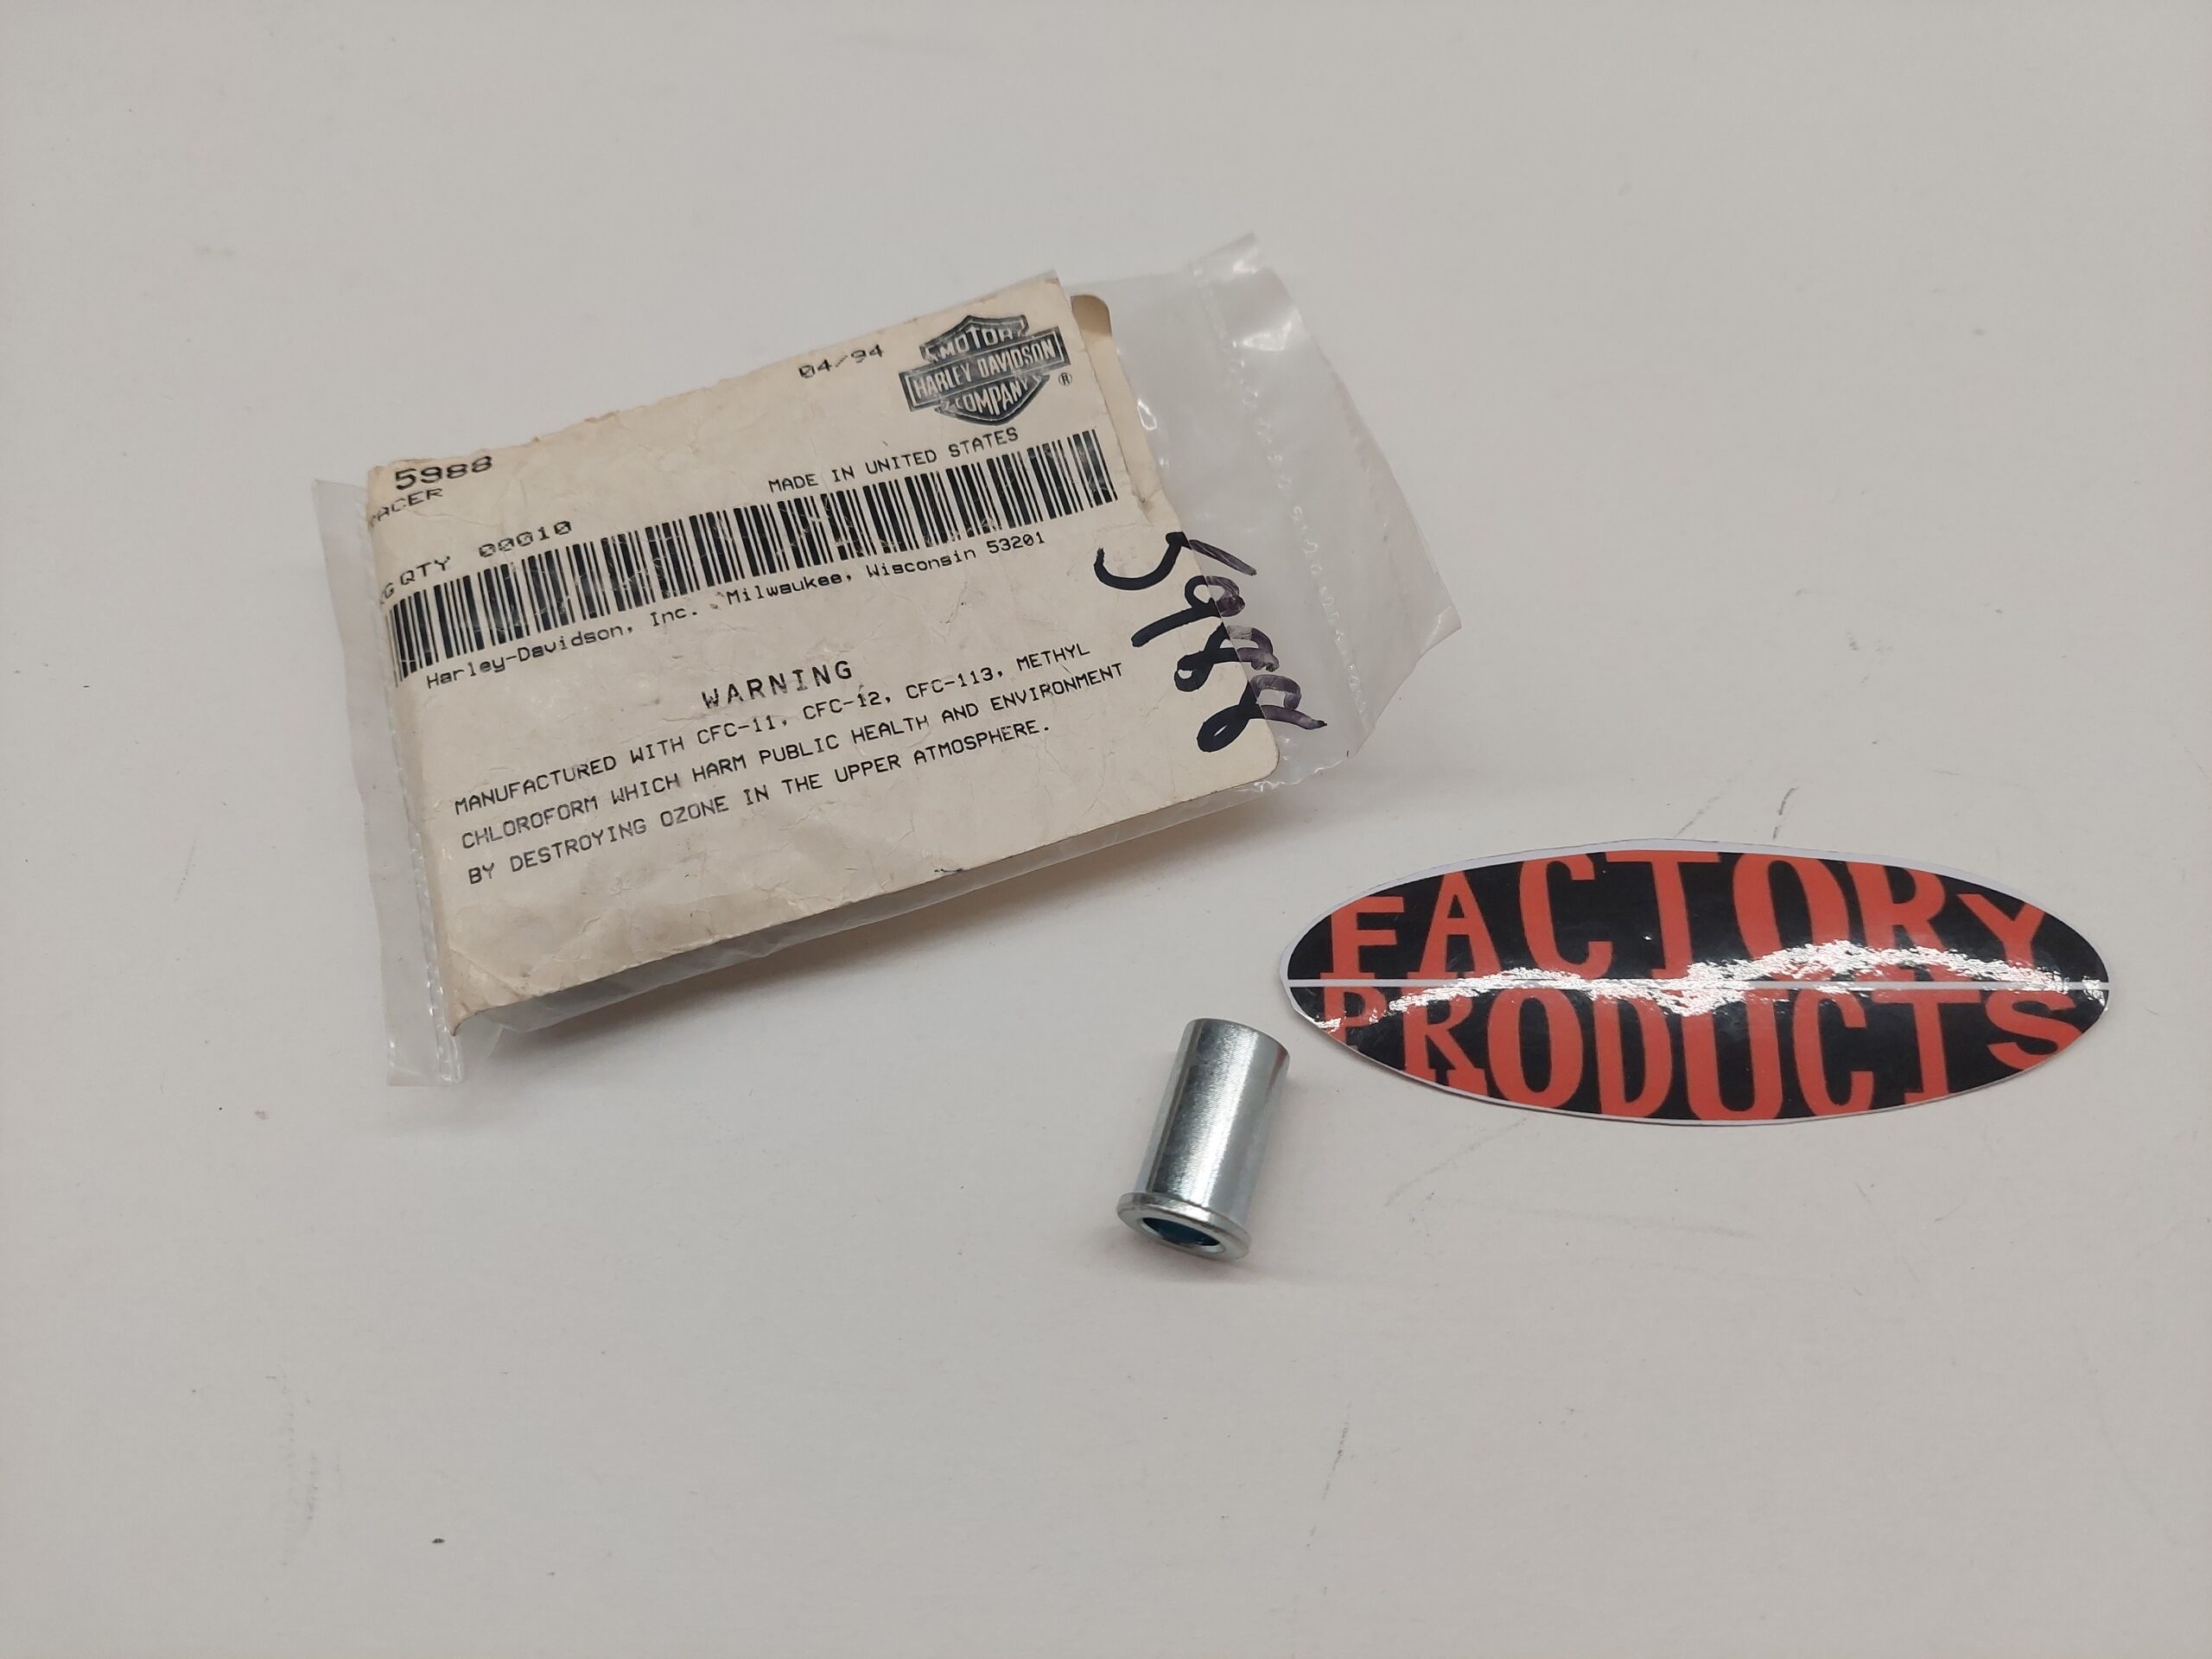 04/94
MOTOR
HARLEY-DAVIDSON
COMPANY
®
5988
MADE IN UNITED STATES
QTY 00010
Harley-Davidson, Inc. Milwaukee, Wisconsin 53201
WARNING
MANUFACTURED WITH CFC-11, CFC-12, CFC-113, METHYL
CHLOROFORM WHICH HARM PUBLIC HEALTH AND ENVIRONMENT
BY DESTROYING OZONE IN THE UPPER ATMOSPHERE.
5988
5988
FACTORY
PRODUCTS